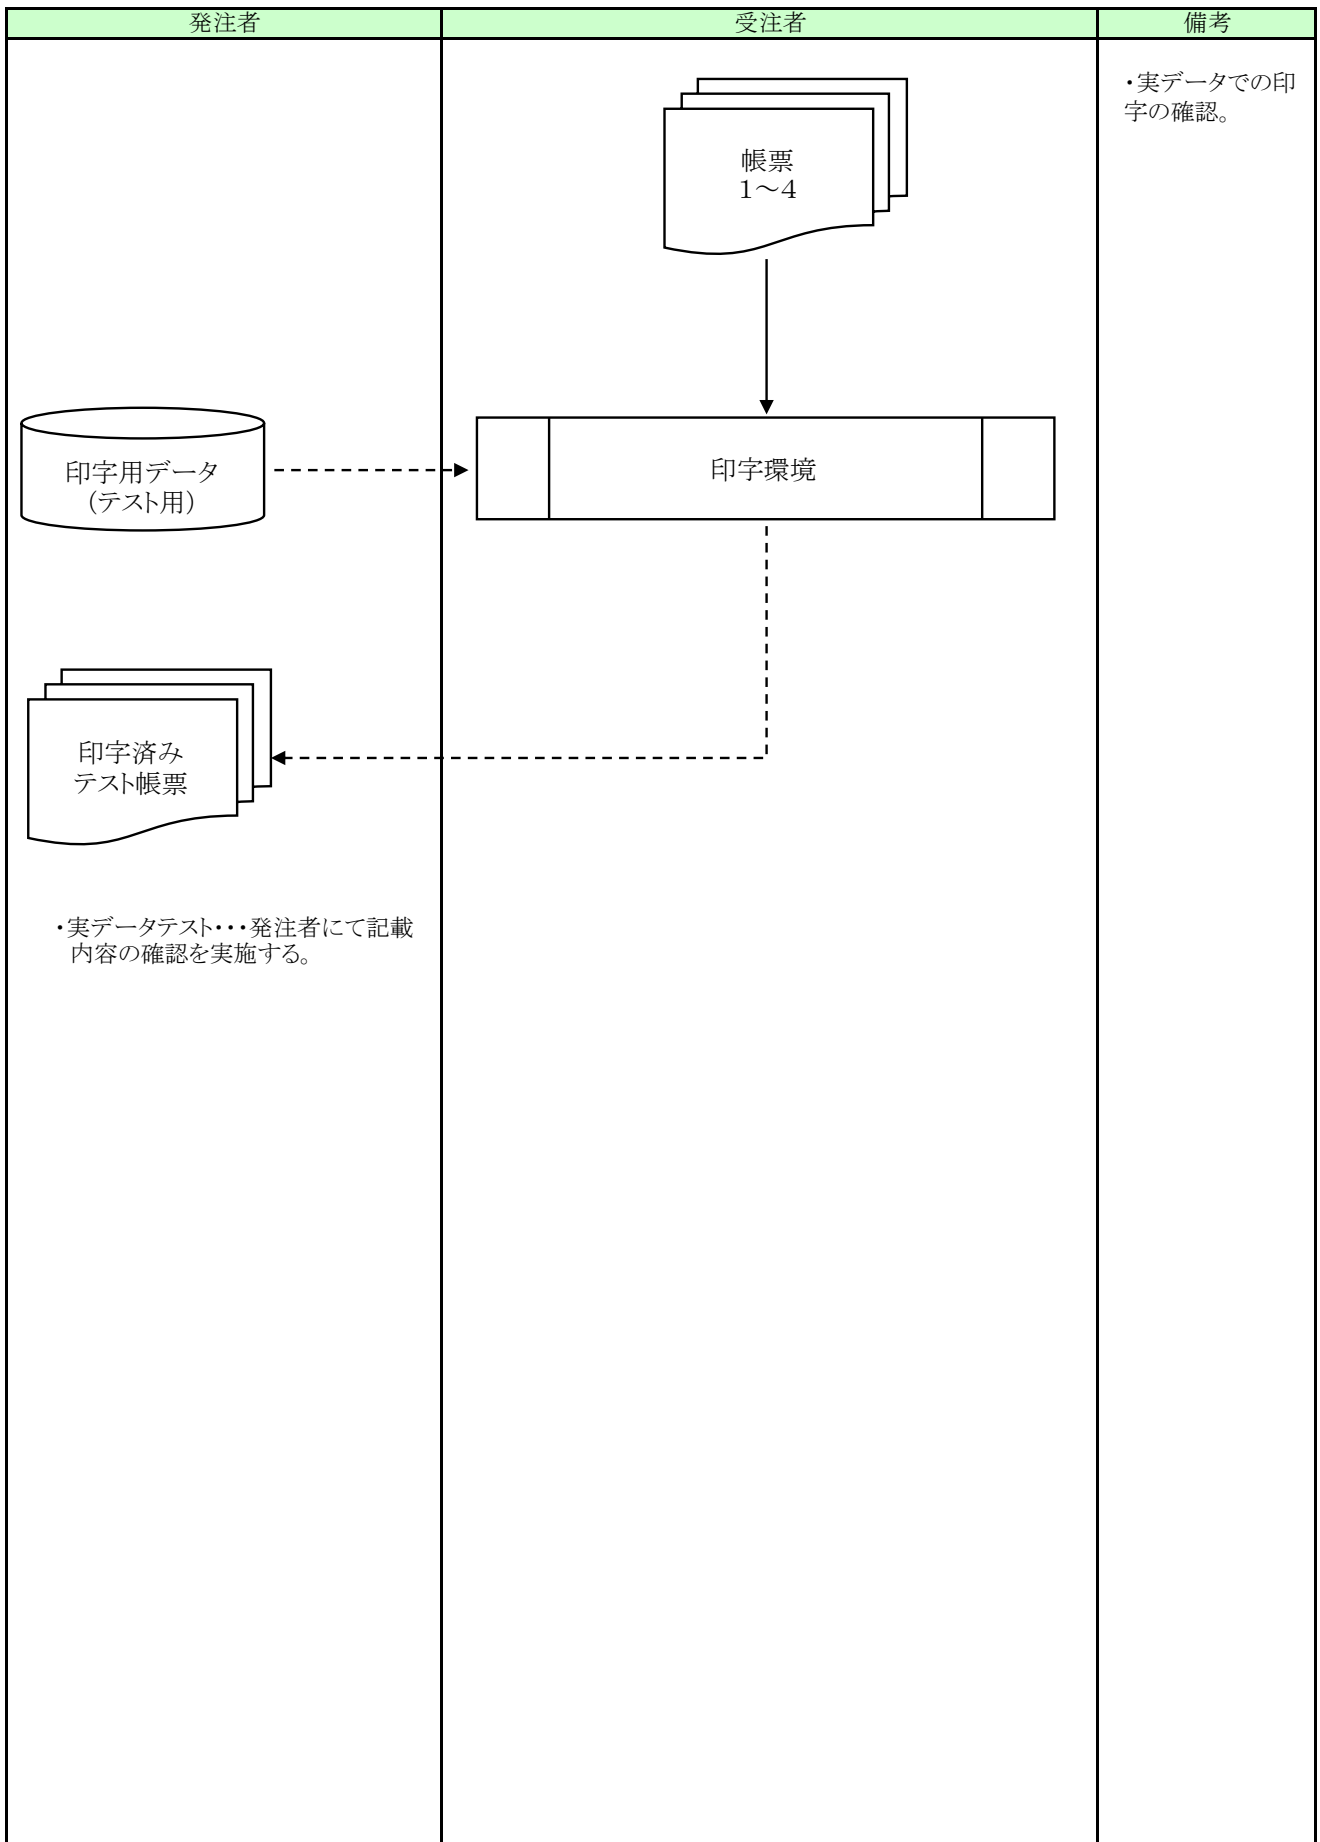 発注者
受注者
備考
・実データでの印
字の確認。
帳票
1～4
印字用データ
(テスト用)
印字環境
印字済み
テスト帳票
・実データテスト・・・発注者にて記載
内容の確認を実施する。